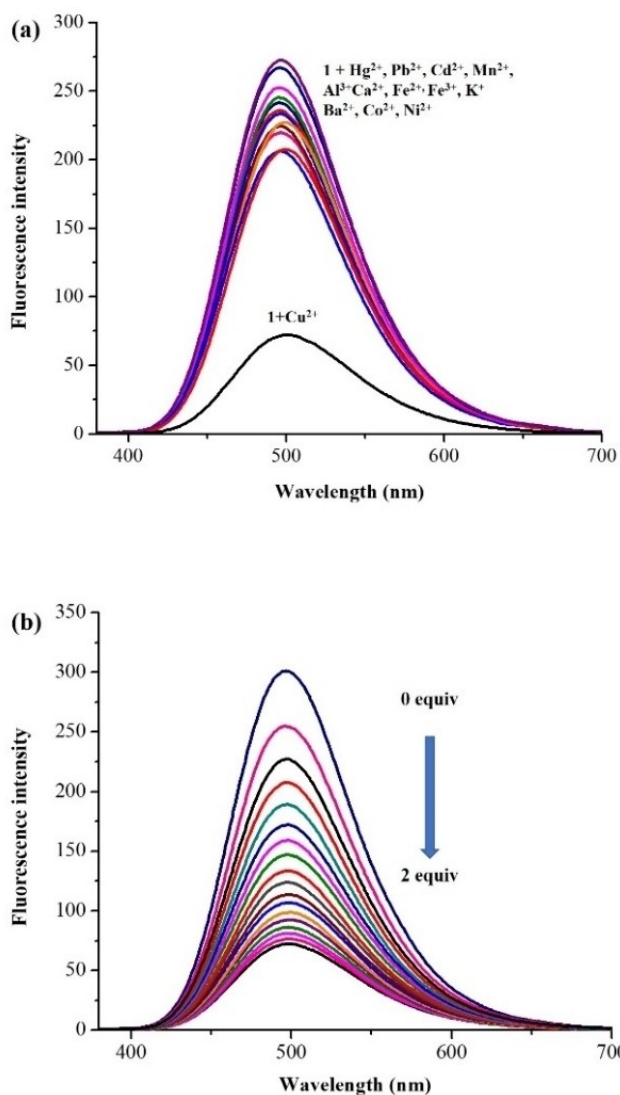 (a)
300
250
200
150
100
50
0
Fluorescence intensity
1 + Hg²⁺, Pb²⁺, Cd²⁺, Mn²⁺,
Al³⁺Ca²⁺, Fe²⁺, Fe³⁺, K⁺
Ba²⁺, Co²⁺, Ni²⁺
1+Cu²⁺
400 500 600 700
Wavelength (nm)
(b)
350
300
250
200
150
100
50
0
Fluorescence intensity
0 equiv
2 equiv
400 500 600 700
Wavelength (nm)